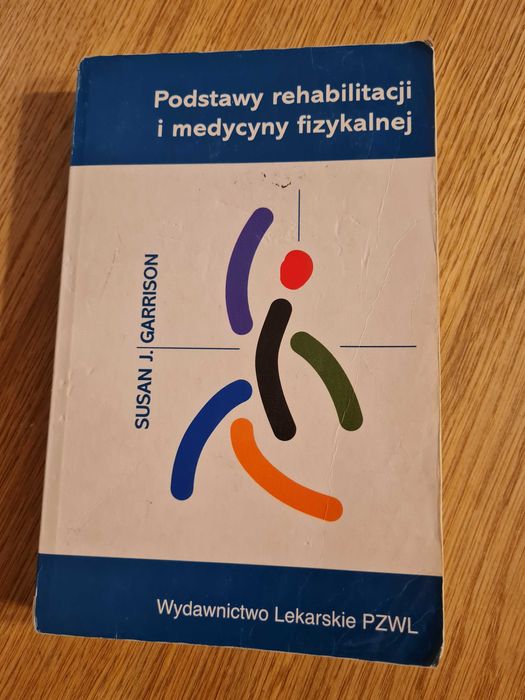 Podstawy rehabilitacji
i medycyny fizykalnej
SUSAN J. GARRISON
Wydawnictwo Lekarskie PZWL